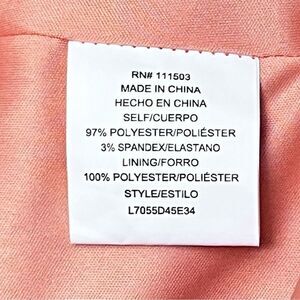 RN# 111503
MADE IN CHINA
HECHO EN CHINA
SELF/CUERPO
97% POLYESTER/POLIÉSTER
3% SPANDEX/ELASTANO
LINING/FORRO
100% POLYESTER/POLIÉSTER
STYLE/ESTILO
L7055D45E34